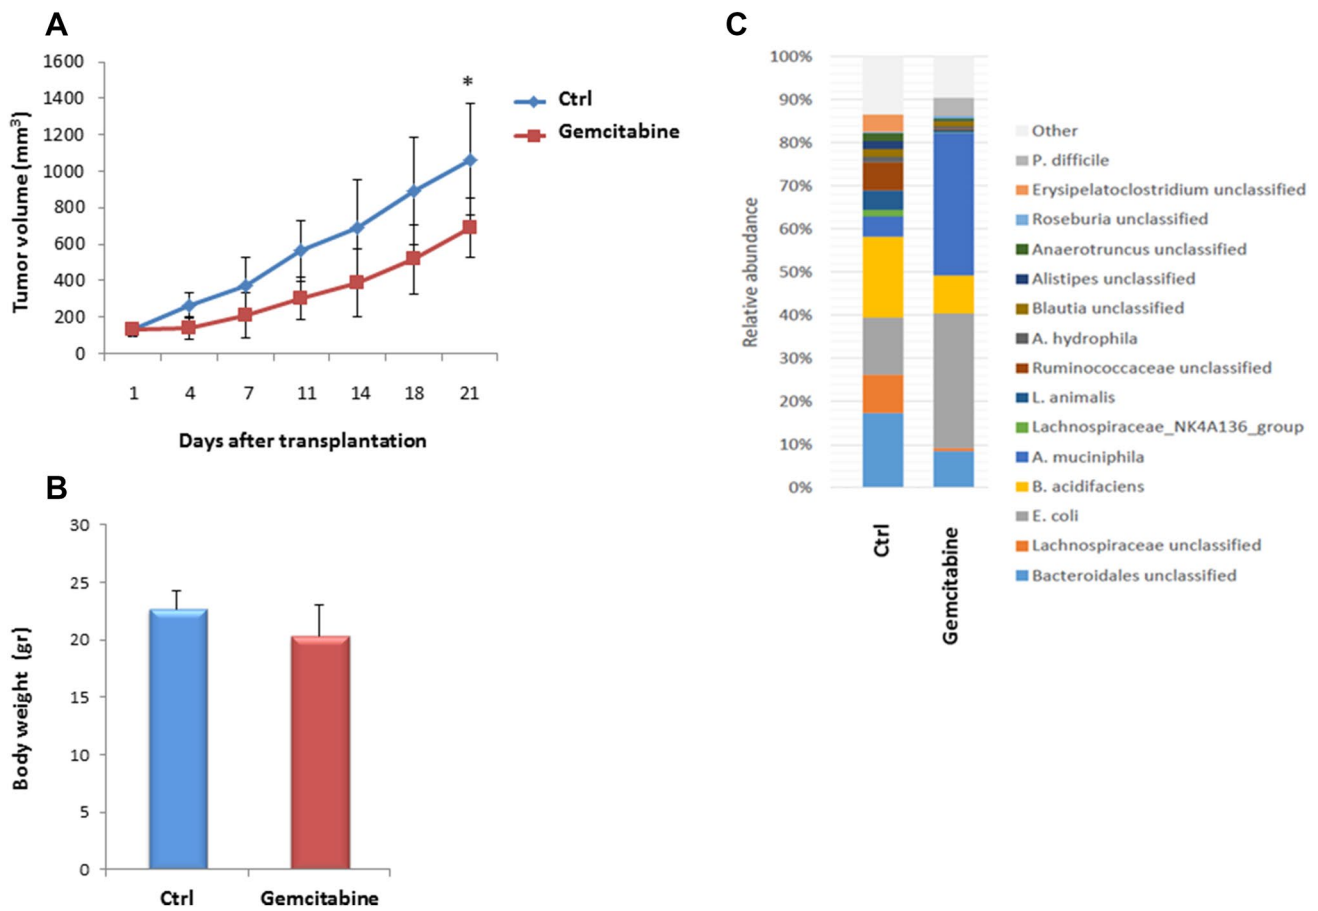 A
1600
1400
1200
1000
800
600
400
200
0
Tumor volume (mm³)
*
1 4 7 11 14 18 21
Days after transplantation
Ctrl
Gemcitabine
B
30
25
20
15
10
5
0
Body weight (gr)
Ctrl Gemcitabine
C
100%
90%
80%
70%
60%
50%
40%
30%
20%
10%
0%
Relative abundance
Ctrl
Gemcitabine
Other
P. difficile
Erysipelatoclostridium unclassified
Roseburia unclassified
Anaerotruncus unclassified
Alistipes unclassified
Blautia unclassified
A. hydrophila
Ruminococcaceae unclassified
L. animalis
Lachnospiraceae_NK4A136_group
A. muciniphila
B. acidifaciens
E. coli
Lachnospiraceae unclassified
Bacteroidales unclassified